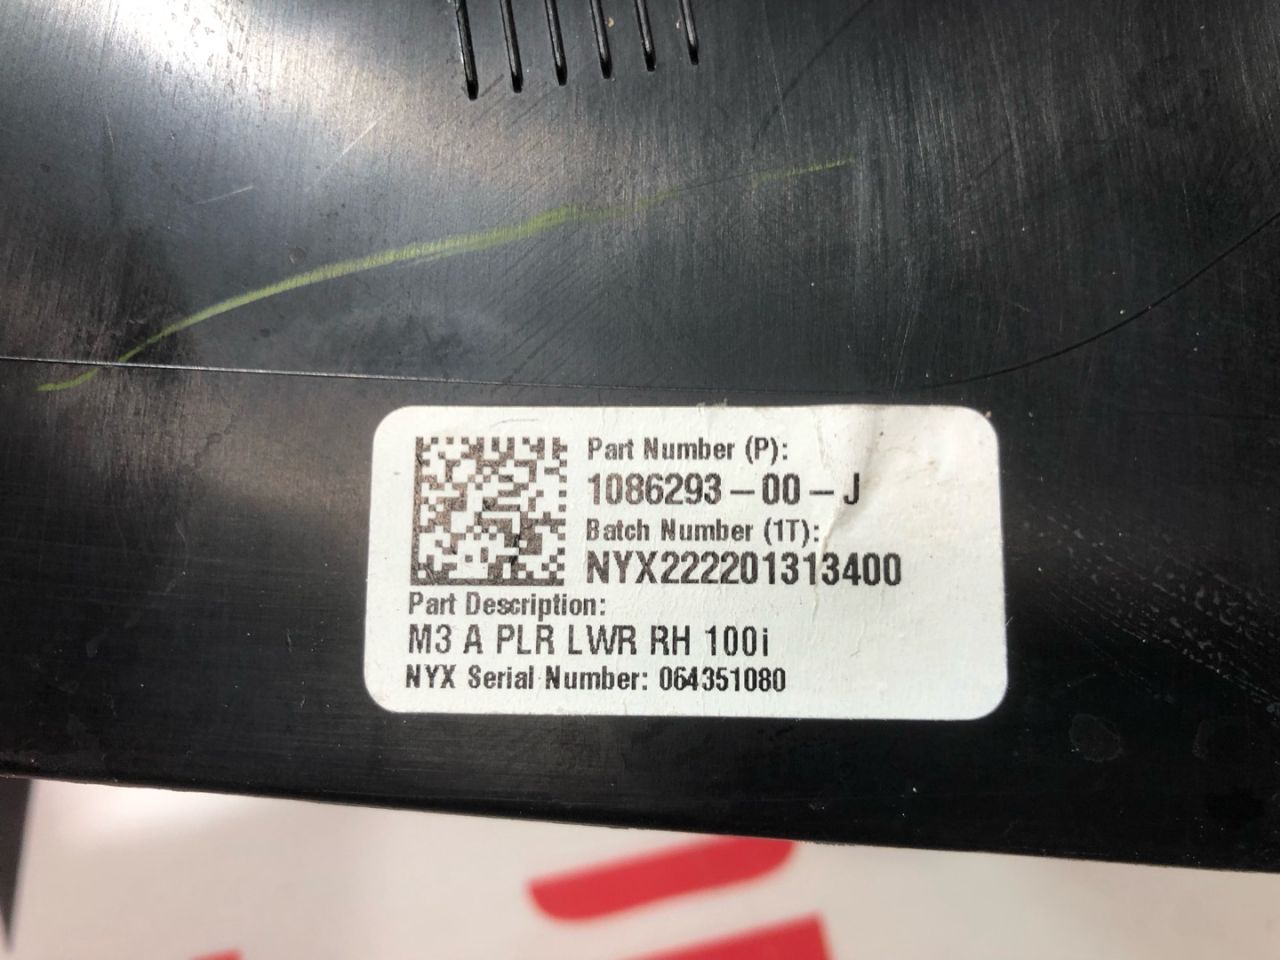 Part Number (P):
1086293-00-J
Batch Number (1T):
NYX222201313400
Part Description:
M3 A PLR LWR RH 100i
NYX Serial Number: 064351080